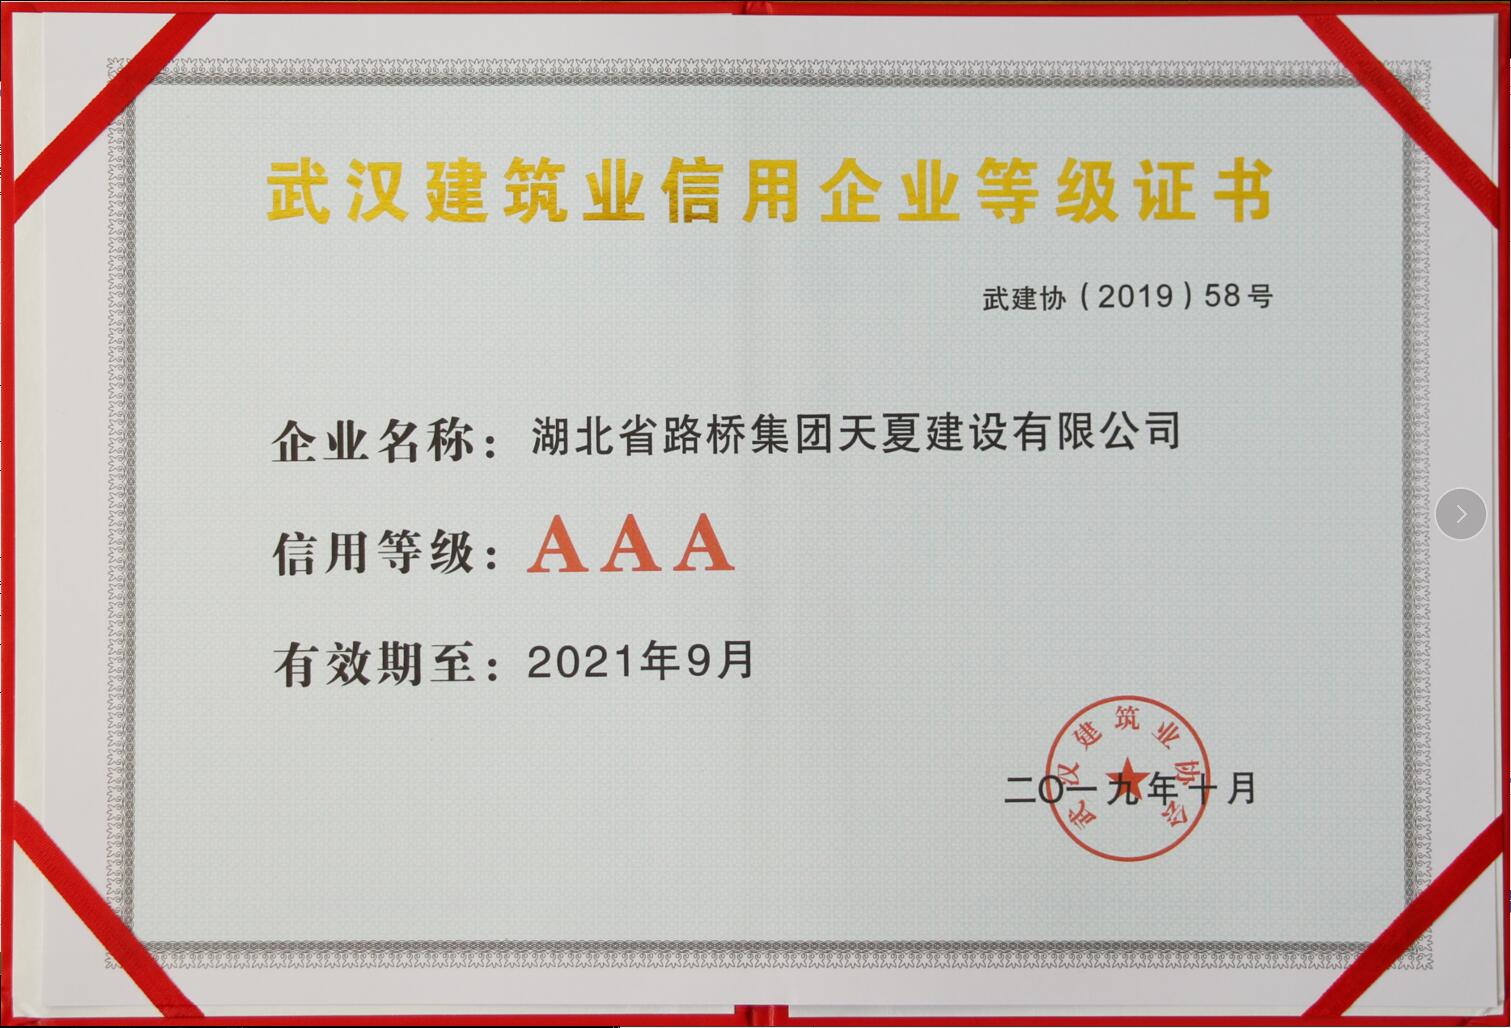 武汉建筑业信用企业等级证书
武建协（2019）58号
企业名称：湖北省路桥集团天夏建设有限公司
信用等级：AAA
有效期至：2021年9月
武汉建筑业协会
二〇一九年十月